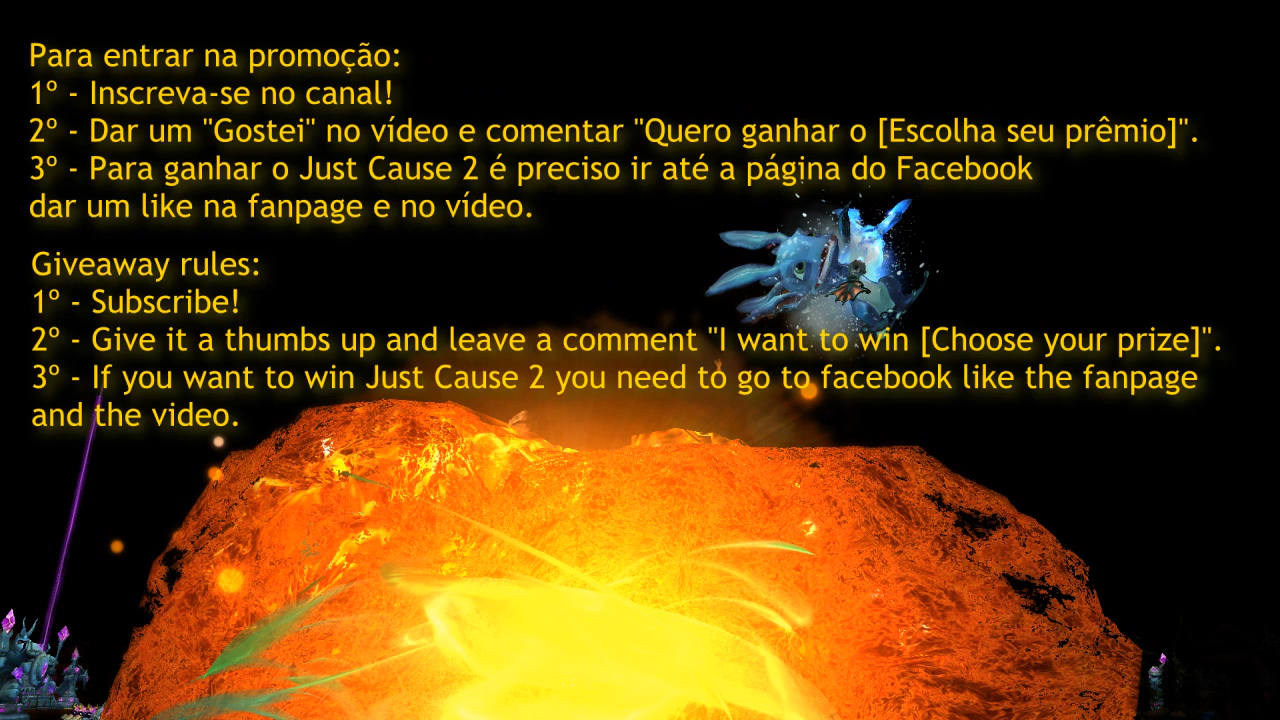 Para entrar na promoção:
1º - Inscreva-se no canal!
2º - Dar um "Gostei" no vídeo e comentar "Quero ganhar o [Escolha seu prêmio]".
3º - Para ganhar o Just Cause 2 é preciso ir até a página do Facebook
dar um like na fanpage e no vídeo.
Giveaway rules:
1º - Subscribe!
2º - Give it a thumbs up and leave a comment "I want to win [Choose your prize]".
3º - If you want to win Just Cause 2 you need to go to facebook like the fanpage
and the video.